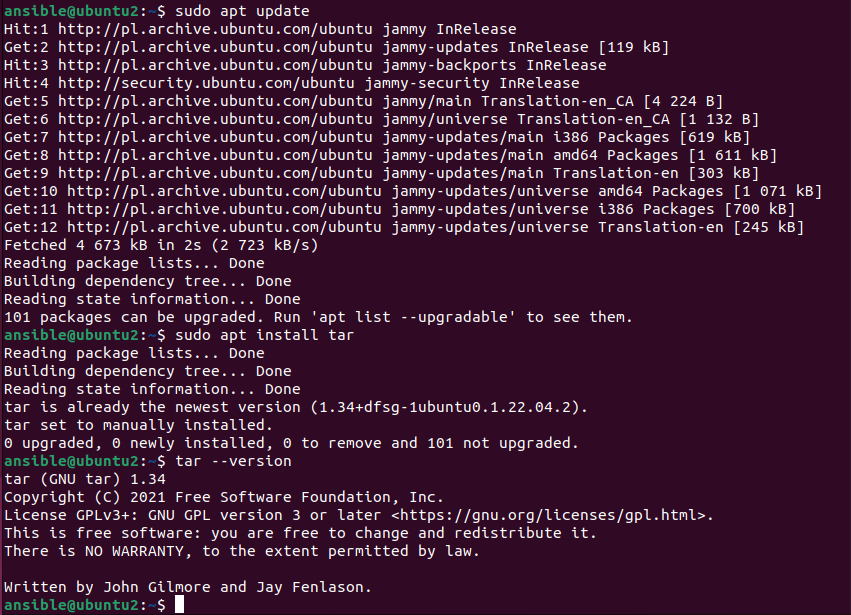 ansible@ubuntu2:~$ sudo apt update
Hit:1 http://pl.archive.ubuntu.com/ubuntu jammy InRelease
Get:2 http://pl.archive.ubuntu.com/ubuntu jammy-updates InRelease [119 kB]
Hit:3 http://pl.archive.ubuntu.com/ubuntu jammy-backports InRelease
Hit:4 http://security.ubuntu.com/ubuntu jammy-security InRelease
Get:5 http://pl.archive.ubuntu.com/ubuntu jammy/main Translation-en_CA [4 224 B]
Get:6 http://pl.archive.ubuntu.com/ubuntu jammy/universe Translation-en_CA [1 132 B]
Get:7 http://pl.archive.ubuntu.com/ubuntu jammy-updates/main i386 Packages [619 kB]
Get:8 http://pl.archive.ubuntu.com/ubuntu jammy-updates/main amd64 Packages [1 611 kB]
Get:9 http://pl.archive.ubuntu.com/ubuntu jammy-updates/main Translation-en [303 kB]
Get:10 http://pl.archive.ubuntu.com/ubuntu jammy-updates/universe amd64 Packages [1 071 kB]
Get:11 http://pl.archive.ubuntu.com/ubuntu jammy-updates/universe i386 Packages [700 kB]
Get:12 http://pl.archive.ubuntu.com/ubuntu jammy-updates/universe Translation-en [245 kB]
Fetched 4 673 kB in 2s (2 723 kB/s)
Reading package lists... Done
Building dependency tree... Done
Reading state information... Done
101 packages can be upgraded. Run 'apt list --upgradable' to see them.
ansible@ubuntu2:~$ sudo apt install tar
Reading package lists... Done
Building dependency tree... Done
Reading state information... Done
tar is already the newest version (1.34+dfsg-1ubuntu0.1.22.04.2).
tar set to manually installed.
0 upgraded, 0 newly installed, 0 to remove and 101 not upgraded.
ansible@ubuntu2:~$ tar --version
tar (GNU tar) 1.34
Copyright (C) 2021 Free Software Foundation, Inc.
License GPLv3+: GNU GPL version 3 or later <https://gnu.org/licenses/gpl.html>.
This is free software: you are free to change and redistribute it.
There is NO WARRANTY, to the extent permitted by law.

Written by John Gilmore and Jay Fenlason.
ansible@ubuntu2:~$